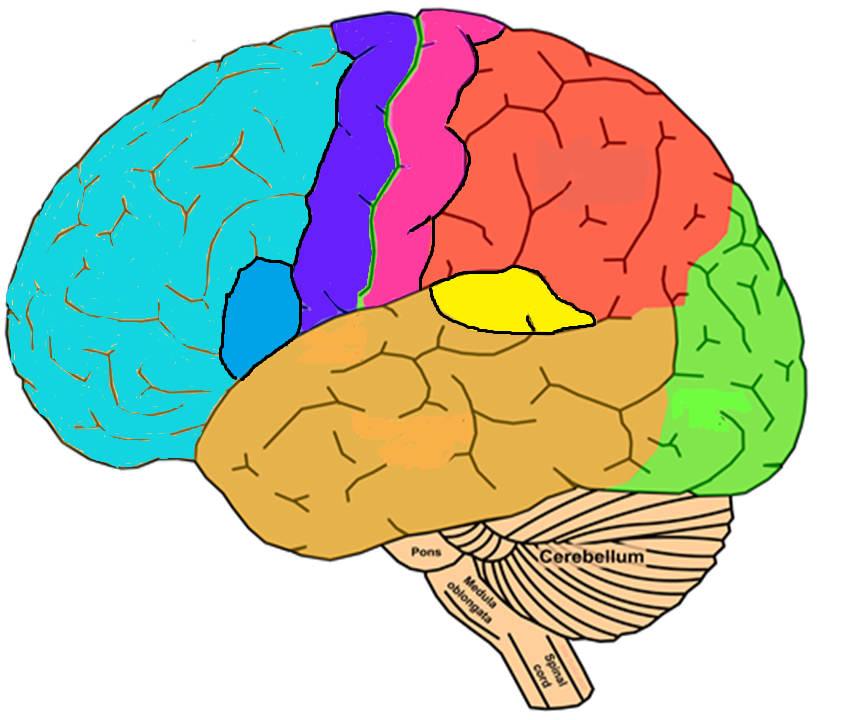 Pons
Cerebellum
Medula
oblongata
Spinal
cord